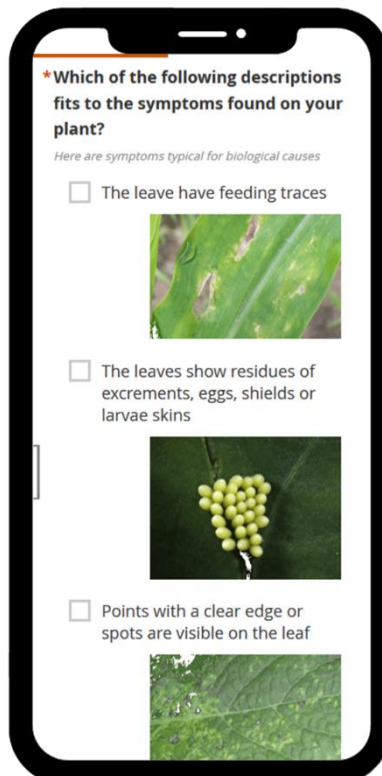 *Which of the following descriptions
fits to the symptoms found on your
plant?
Here are symptoms typical for biological causes
The leave have feeding traces
The leaves show residues of
excrements, eggs, shields or
larvae skins
Points with a clear edge or
spots are visible on the leaf